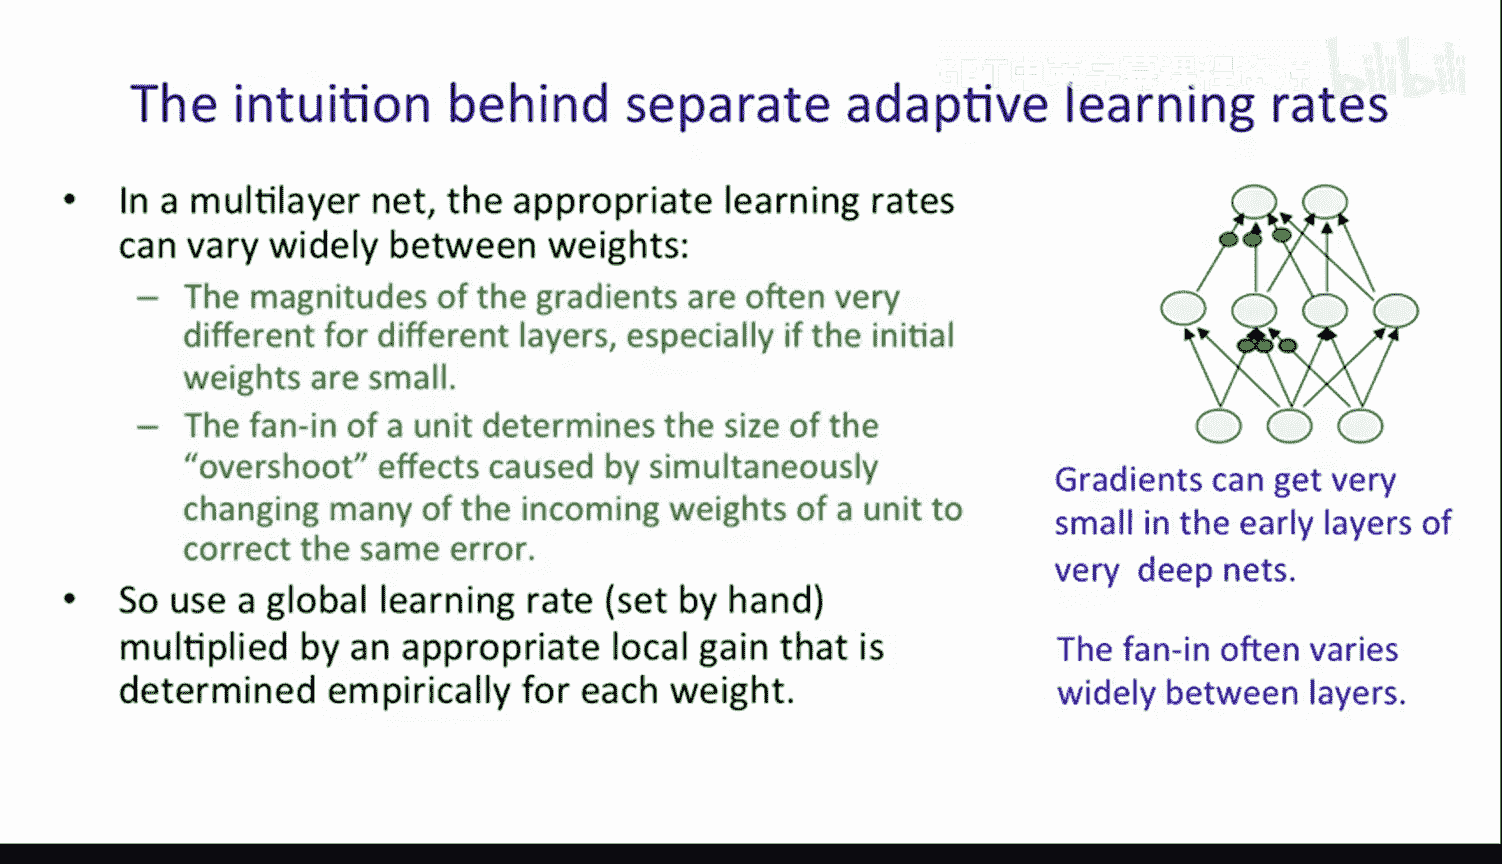 The intuition behind separate adaptive learning rates
• In a multilayer net, the appropriate learning rates
can vary widely between weights:
– The magnitudes of the gradients are often very
different for different layers, especially if the initial
weights are small.
– The fan-in of a unit determines the size of the
“overshoot” effects caused by simultaneously
changing many of the incoming weights of a unit to
correct the same error.
• So use a global learning rate (set by hand)
multiplied by an appropriate local gain that is
determined empirically for each weight.
Gradients can get very
small in the early layers of
very deep nets.
The fan-in often varies
widely between layers.
bilibili